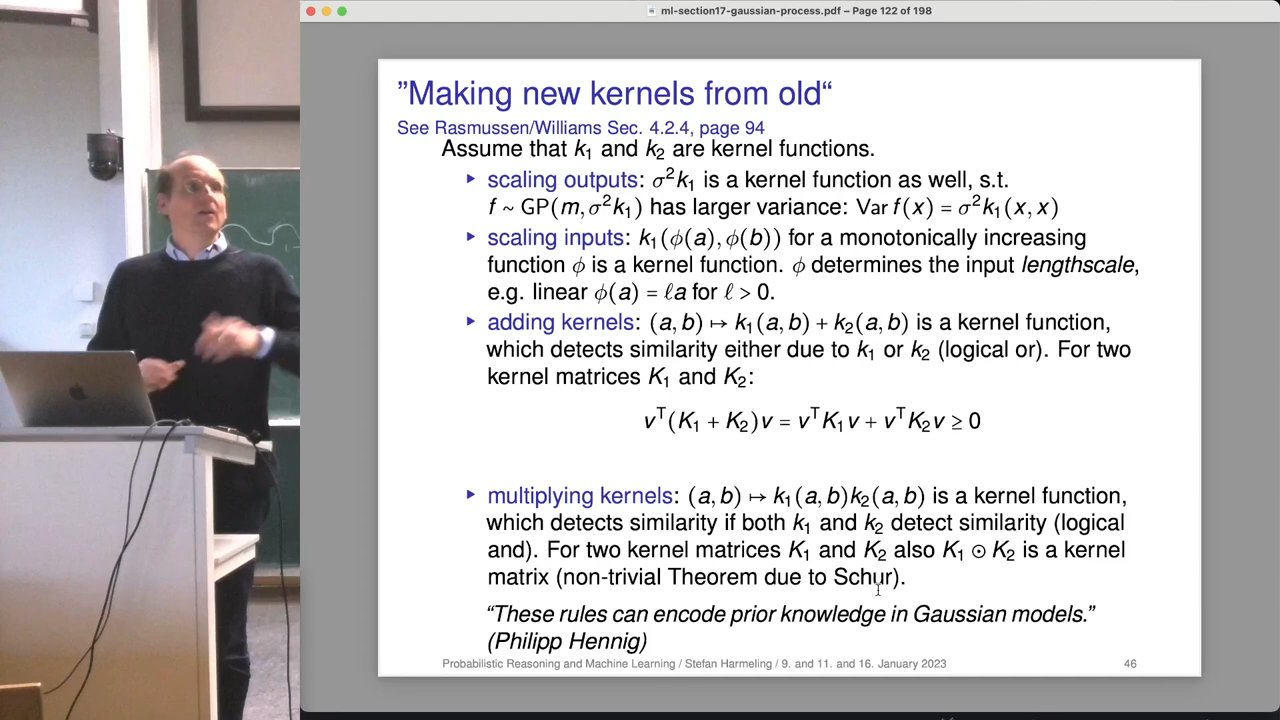 ml-section17-gaussian-process.pdf – Page 122 of 198
”Making new kernels from old“
See Rasmussen/Williams Sec. 4.2.4, page 94
Assume that k₁ and k₂ are kernel functions.
▸ scaling outputs: σ²k₁ is a kernel function as well, s.t.
f ~ GP(m, σ²k₁) has larger variance: Var f(x) = σ²k₁(x, x)
▸ scaling inputs: k₁(ϕ(a), ϕ(b)) for a monotonically increasing
function ϕ is a kernel function. ϕ determines the input lengthscale,
e.g. linear ϕ(a) = ℓa for ℓ > 0.
▸ adding kernels: (a, b) ↦ k₁(a, b) + k₂(a, b) is a kernel function,
which detects similarity either due to k₁ or k₂ (logical or). For two
kernel matrices K₁ and K₂:
vᵀ(K₁ + K₂)v = vᵀK₁v + vᵀK₂v ≥ 0
▸ multiplying kernels: (a, b) ↦ k₁(a, b)k₂(a, b) is a kernel function,
which detects similarity if both k₁ and k₂ detect similarity (logical
and). For two kernel matrices K₁ and K₂ also K₁ ⊙ K₂ is a kernel
matrix (non-trivial Theorem due to Schur).
“These rules can encode prior knowledge in Gaussian models.”
(Philipp Hennig)
Probabilistic Reasoning and Machine Learning / Stefan Harmeling / 9. and 11. and 16. January 2023
46